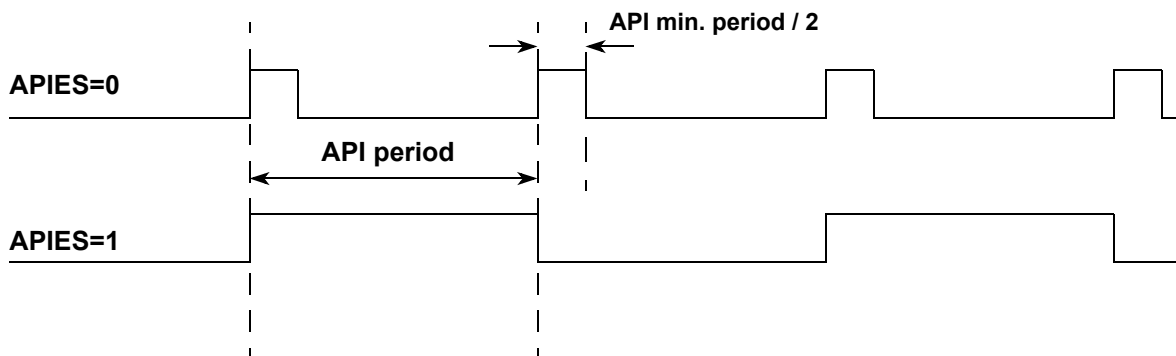 API min. period / 2
APIES=0
API period
APIES=1